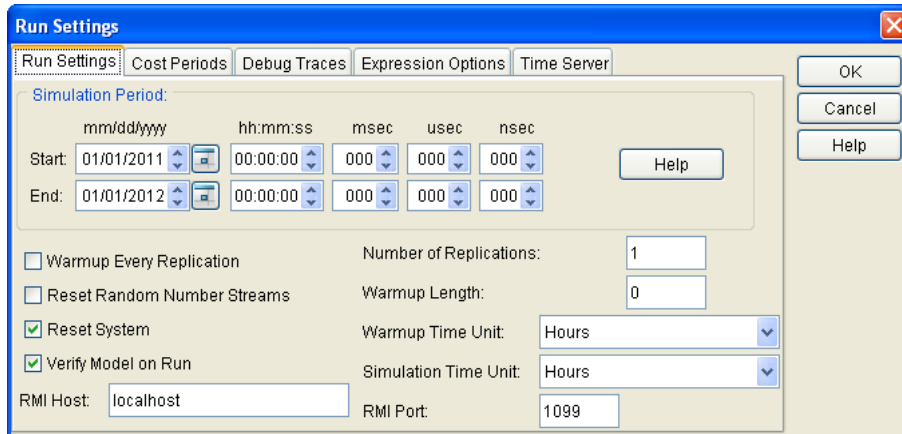 Run Settings
Run Settings Cost Periods Debug Traces Expression Options Time Server
OK
Cancel
Help
Simulation Period:
mm/dd/yyyy hh:mm:ss msec usec nsec
Start: 01/01/2011 00:00:00 000 000 000
Help
End: 01/01/2012 00:00:00 000 000 000
Warmup Every Replication
Number of Replications: 1
Reset Random Number Streams
Warmup Length: 0
Reset System
Warmup Time Unit: Hours
Verify Model on Run
Simulation Time Unit: Hours
RMI Host: localhost
RMI Port: 1099